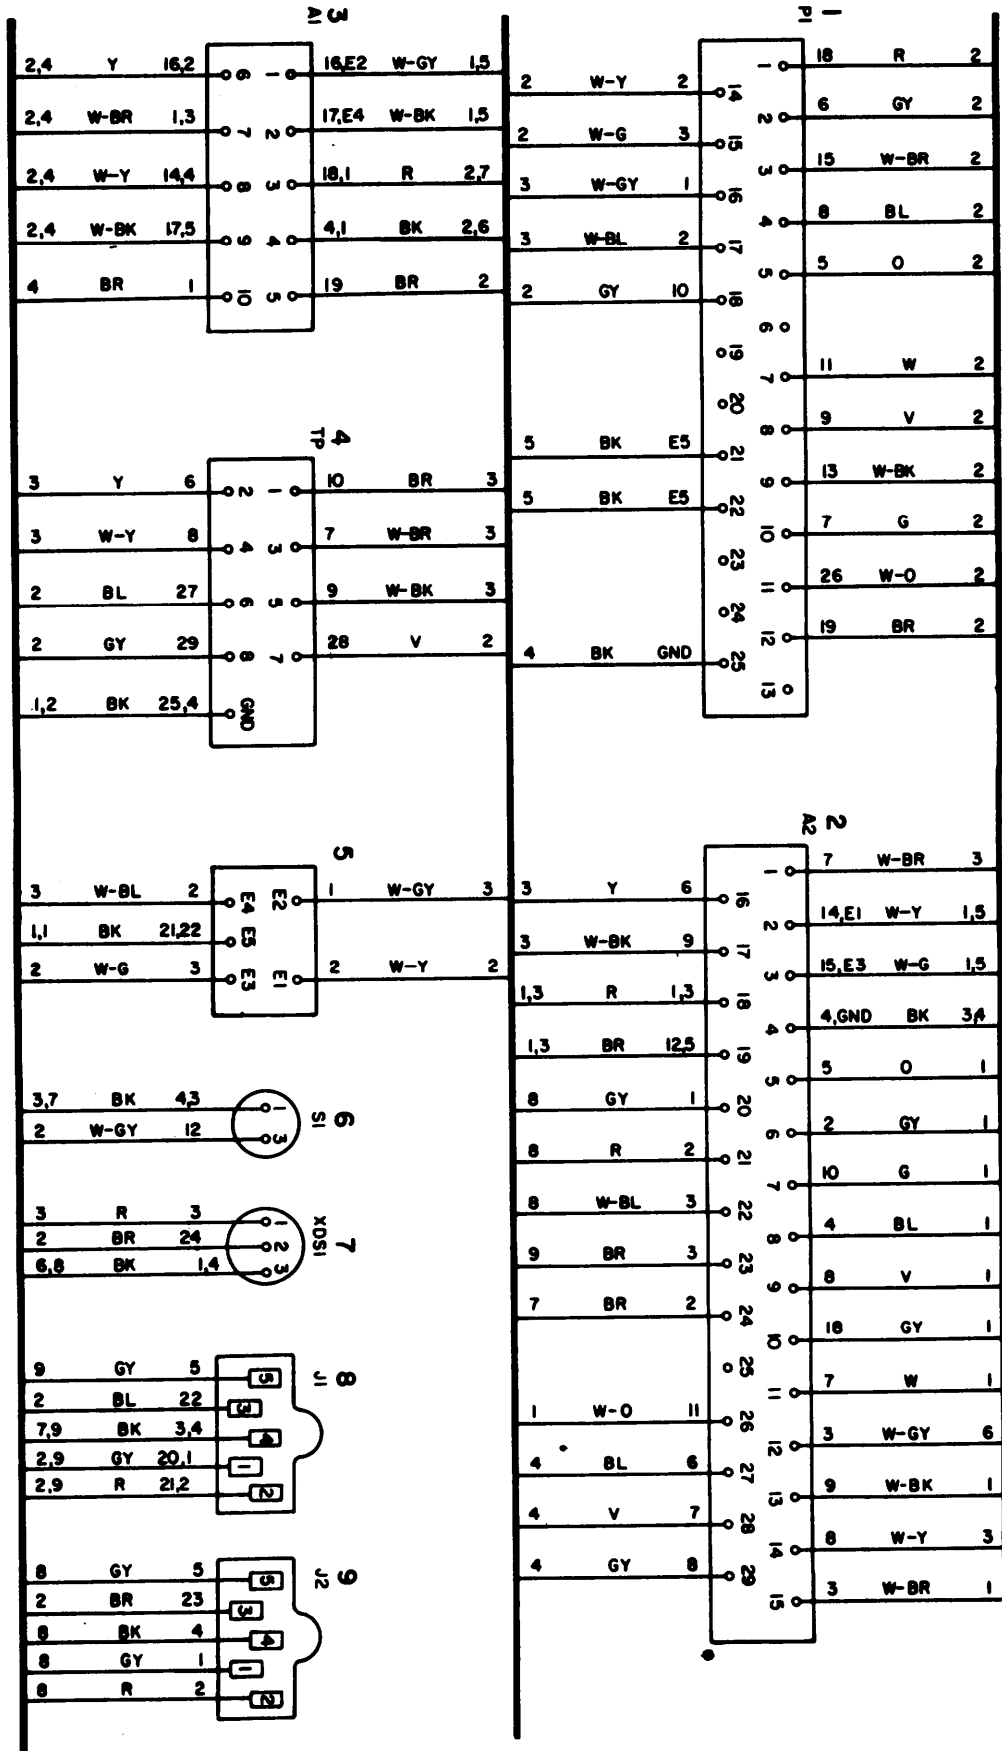 3
A1
2,4 Y 16,2 6 1 16,E2 W-GY 1,5
2,4 W-BR 1,3 7 2 17,E4 W-BK 1,5
2,4 W-Y 14,4 8 3 18,1 R 2,7
2,4 W-BK 17,5 9 4 4,1 BK 2,6
4 BR 1 10 5 19 BR 2
4
TP
3 Y 6 2 1 10 BR 3
3 W-Y 8 4 3 7 W-BR 3
2 BL 27 6 5 9 W-BK 3
2 GY 29 8 7 28 V 2
1,2 BK 25,4 GND
5
3 W-BL 2 E4 E2 1 W-GY 3
1,1 BK 21,22 E5
2 W-G 3 E3 E1 2 W-Y 2
6
S1
3,7 BK 4,3 1
2 W-GY 12 3
7
XDS1
3 R 3 1
2 BR 24 2
6,8 BK 1,4 3
8
J1
9 GY 5 5
2 BL 22 3
7,9 BK 3,4 4
2,9 GY 20,1 1
2,9 R 21,2 2
9
J2
8 GY 5 5
2 BR 23 3
8 BK 4 4
8 GY 1 1
8 R 2 2
1
P1
1 18 R 2
2 W-Y 2 14
2 6 GY 2
2 W-G 3 15
3 15 W-BR 2
3 W-GY 1 16
4 8 BL 2
3 W-BL 2 17
5 5 O 2
2 GY 10 18
6
19
7 11 W 2
20
8 9 V 2
5 BK E5 21
9 13 W-BK 2
5 BK E5 22
10 7 G 2
23
11 26 W-O 2
24
12 19 BR 2
4 BK GND 25
13
2
A2
1 7 W-BR 3
3 Y 6 16
2 14,E1 W-Y 1,5
3 W-BK 9 17
3 15,E3 W-G 1,5
1,3 R 1,3 18
4 4,GND BK 3,4
1,3 BR 12,5 19
5 5 O 1
8 GY 1 20
6 2 GY 1
8 R 2 21
7 10 G 1
8 W-BL 3 22
8 4 BL 1
9 BR 3 23
9 8 V 1
7 BR 2 24
10 18 GY 1
25
11 7 W 1
1 W-O 11 26
12 3 W-GY 6
4 BL 6 27
13 9 W-BK 1
4 V 7 28
14 8 W-Y 3
4 GY 8 29
15 3 W-BR 1